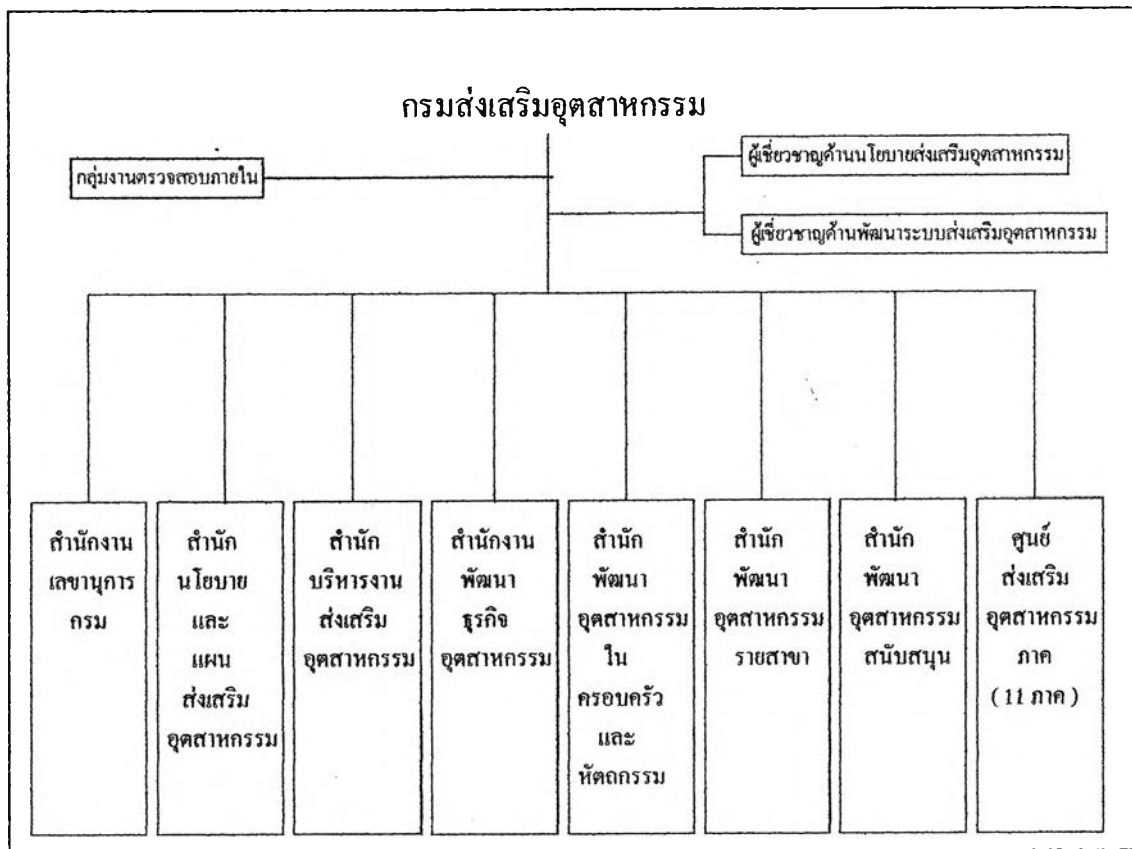 กรมส่งเสริมอุตสาหกรรม
กลุ่มงานตรวจสอบภายใน
ผู้เชี่ยวชาญด้านนโยบายส่งเสริมอุตสาหกรรม
ผู้เชี่ยวชาญด้านพัฒนาระบบส่งเสริมอุตสาหกรรม
สำนักงาน
เลขานุการ
กรม
สำนัก
นโยบาย
และ
แผน
ส่งเสริม
อุตสาหกรรม
สำนัก
บริหารงาน
ส่งเสริม
อุตสาหกรรม
สำนักงาน
พัฒนา
ธุรกิจ
อุตสาหกรรม
สำนัก
พัฒนา
อุตสาหกรรม
ใน
ครอบครัว
และ
หัตถกรรม
สำนัก
พัฒนา
อุตสาหกรรม
รายสาขา
สำนัก
พัฒนา
อุตสาหกรรม
สนับสนุน
ศูนย์
ส่งเสริม
อุตสาหกรรม
ภาค
( 11 ภาค )